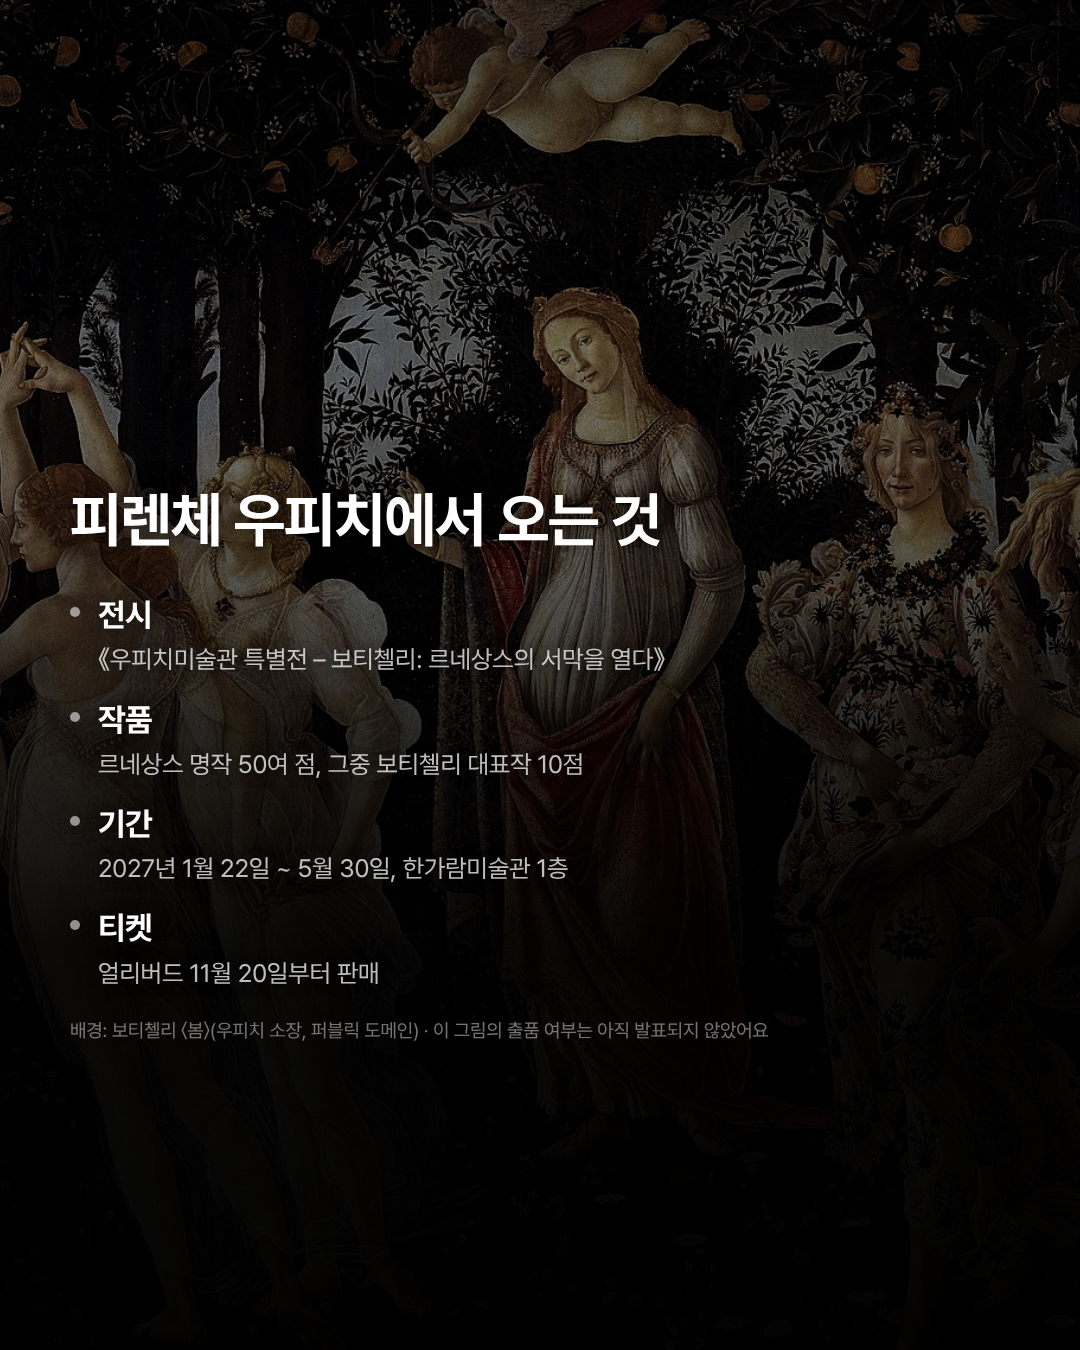 피렌체 우피치에서 오는 것
• 전시
《우피치미술관 특별전 – 보티첼리: 르네상스의 서막을 열다》
• 작품
르네상스 명작 50여 점, 그중 보티첼리 대표작 10점
• 기간
2027년 1월 22일 ~ 5월 30일, 한가람미술관 1층
• 티켓
얼리버드 11월 20일부터 판매
배경: 보티첼리 〈봄〉(우피치 소장, 퍼블릭 도메인) · 이 그림의 출품 여부는 아직 발표되지 않았어요